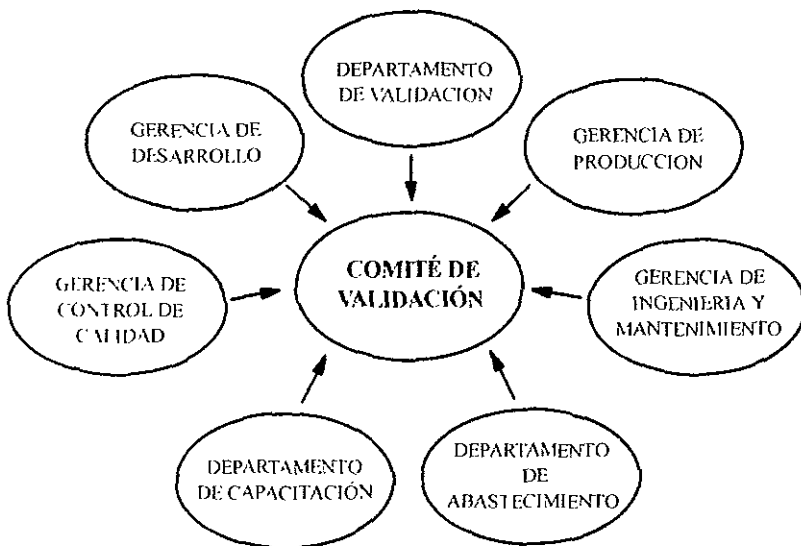 DEPARTAMENTO
DE VALIDACION
GERENCIA DE
DESARROLLO
GERENCIA DE
PRODUCCION
COMITÉ DE
VALIDACIÓN
GERENCIA DE
CONTROL DE
CALIDAD
GERENCIA DE
INGENIERIA Y
MANTENIMIENTO
DEPARTAMENTO
DE CAPACITACIÓN
DEPARTAMENTO
DE
ABASTECIMIENTO